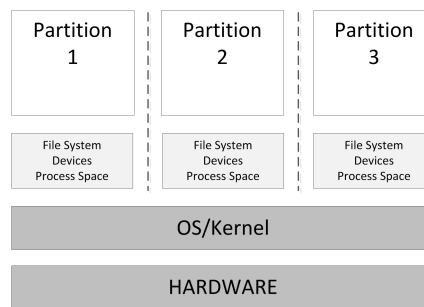 Partition
1
Partition
2
Partition
3
File System
Devices
Process Space
File System
Devices
Process Space
File System
Devices
Process Space
OS/Kernel
HARDWARE